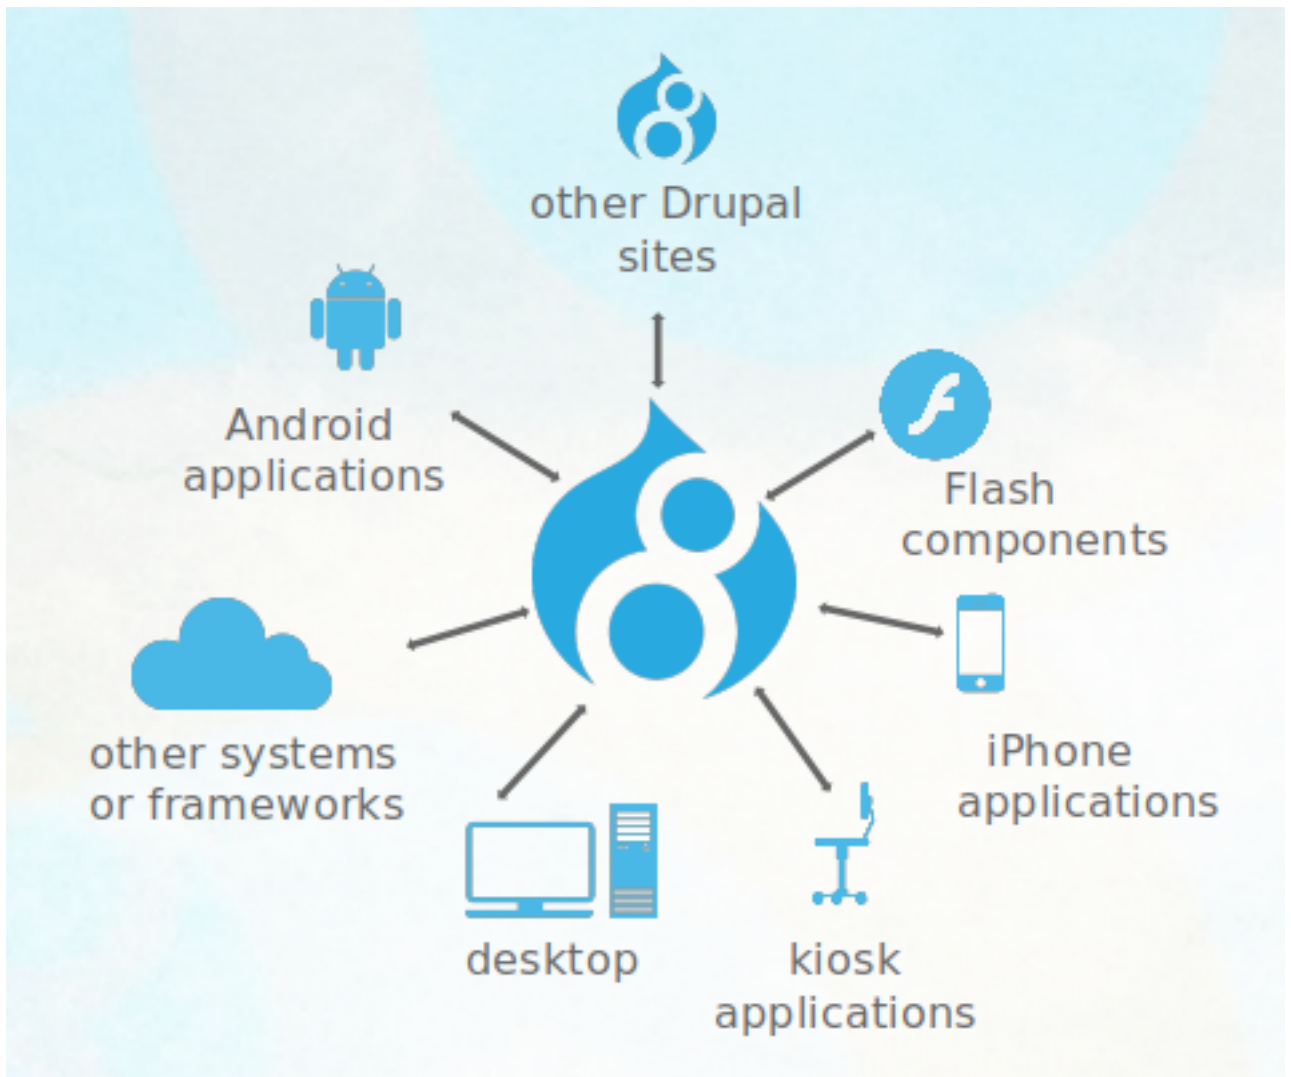 other Drupal
sites
Android
applications
Flash
components
other systems
or frameworks
iPhone
applications
desktop
kiosk
applications